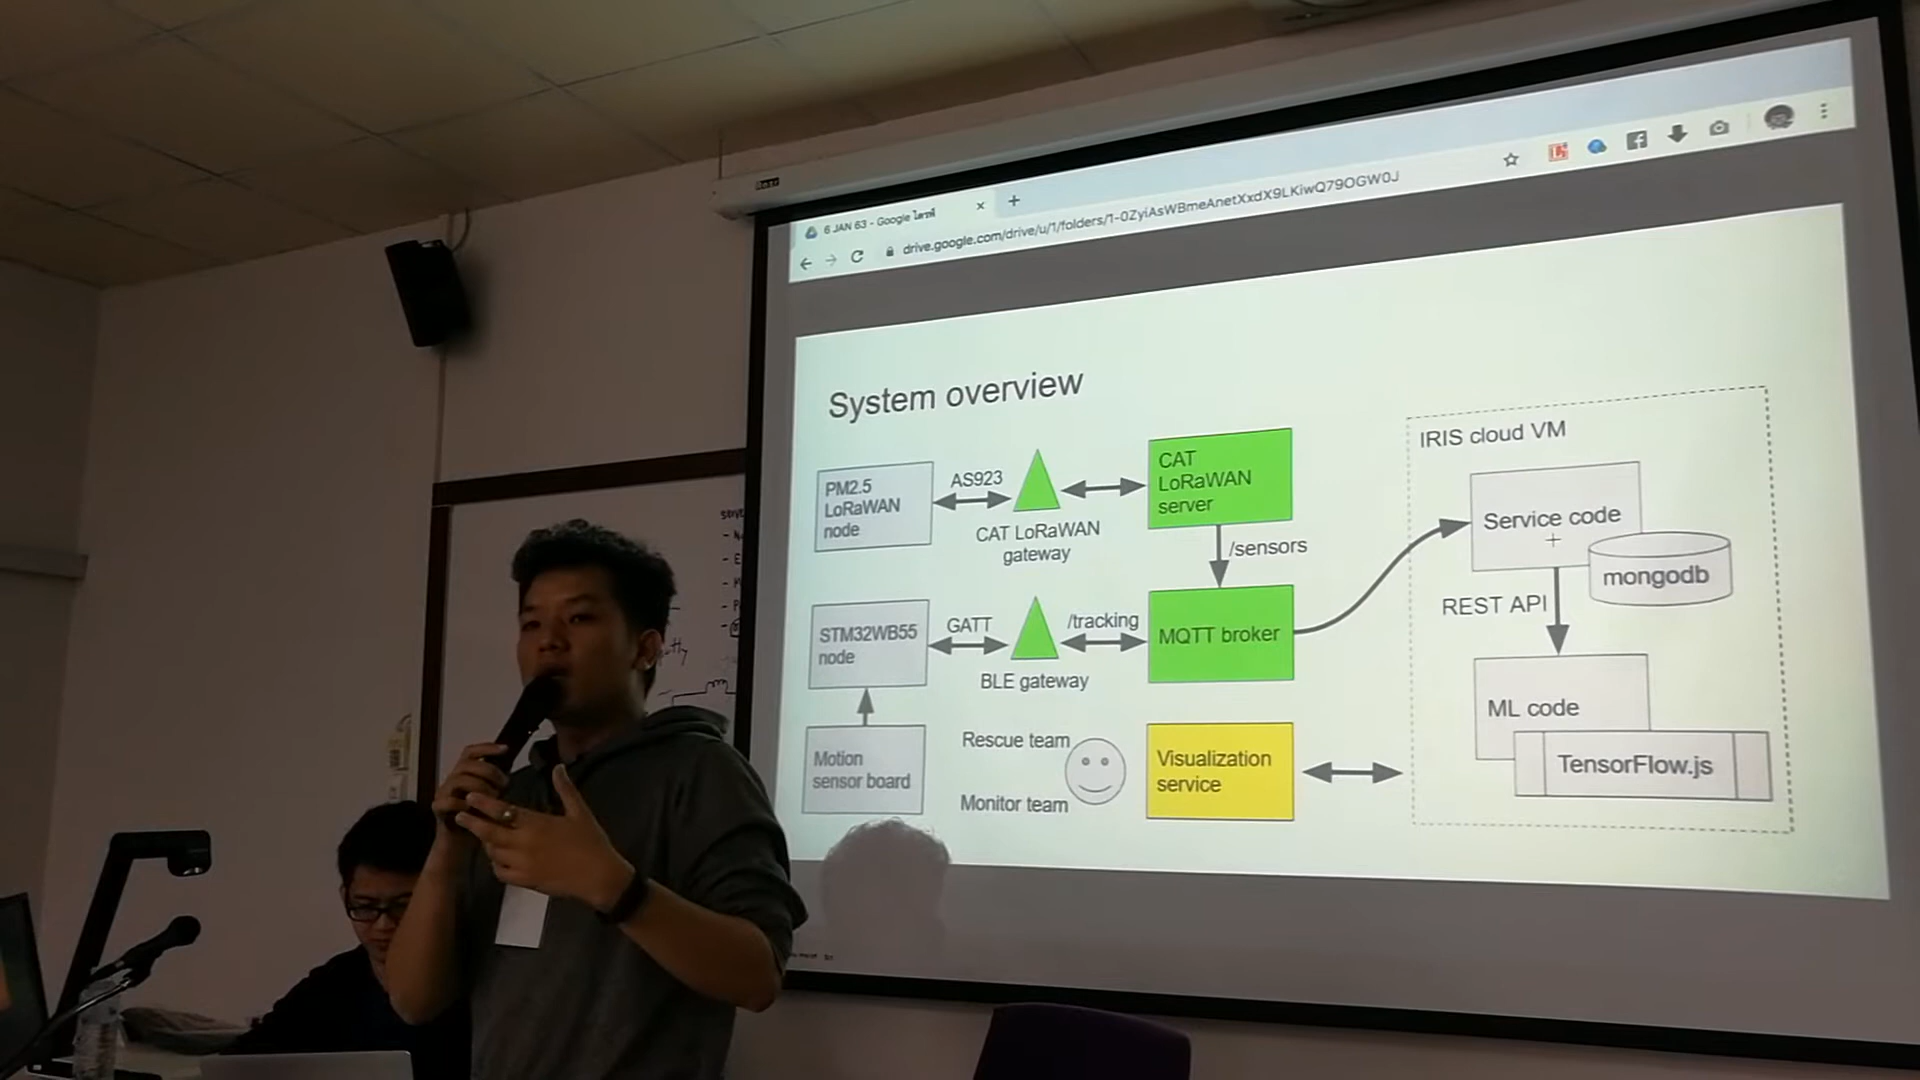 6 JAN 63 - Google ไดรฟ์
drive.google.com/drive/u/1/folders/1-0ZyiAsWBmeAnetXxdX9LKiwQ79OGW0J
System overview
PM2.5
LoRaWAN
node
AS923
CAT LoRaWAN
gateway
CAT
LoRaWAN
server
/sensors
STM32WB55
node
GATT
BLE gateway
/tracking
MQTT broker
Motion
sensor board
Rescue team
Monitor team
Visualization
service
IRIS cloud VM
Service code
+
mongodb
REST API
ML code
TensorFlow.js